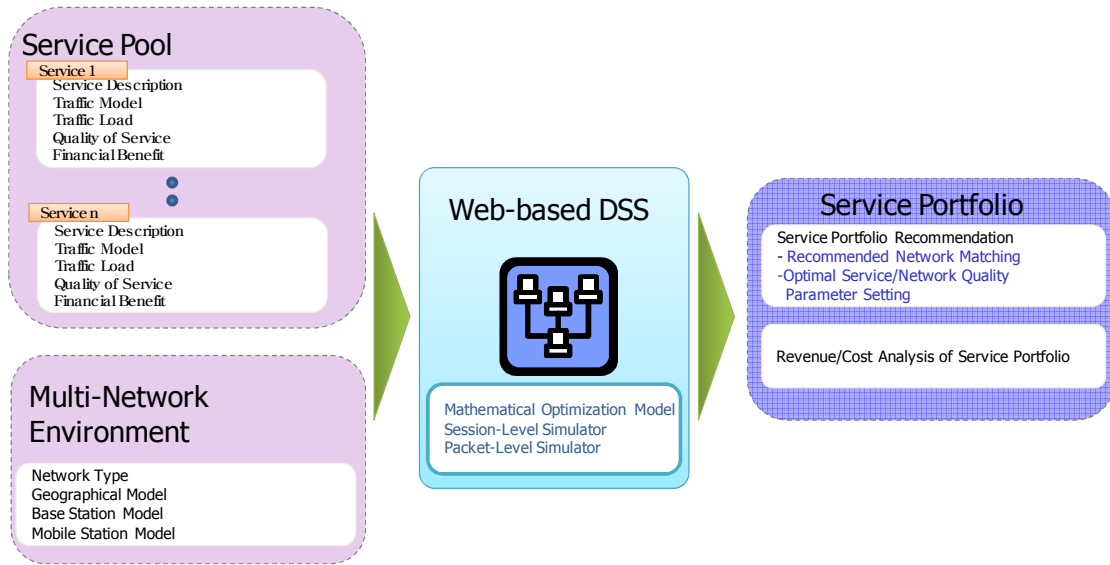 Service Pool
Service 1
Service Description
Traffic Model
Traffic Load
Quality of Service
Financial Benefit
Service n
Service Description
Traffic Model
Traffic Load
Quality of Service
Financial Benefit
Multi-Network
Environment
Network Type
Geographical Model
Base Station Model
Mobile Station Model
Web-based DSS
Mathematical Optimization Model
Session-Level Simulator
Packet-Level Simulator
Service Portfolio
Service Portfolio Recommendation
- Recommended Network Matching
-Optimal Service/Network Quality
Parameter Setting
Revenue/Cost Analysis of Service Portfolio